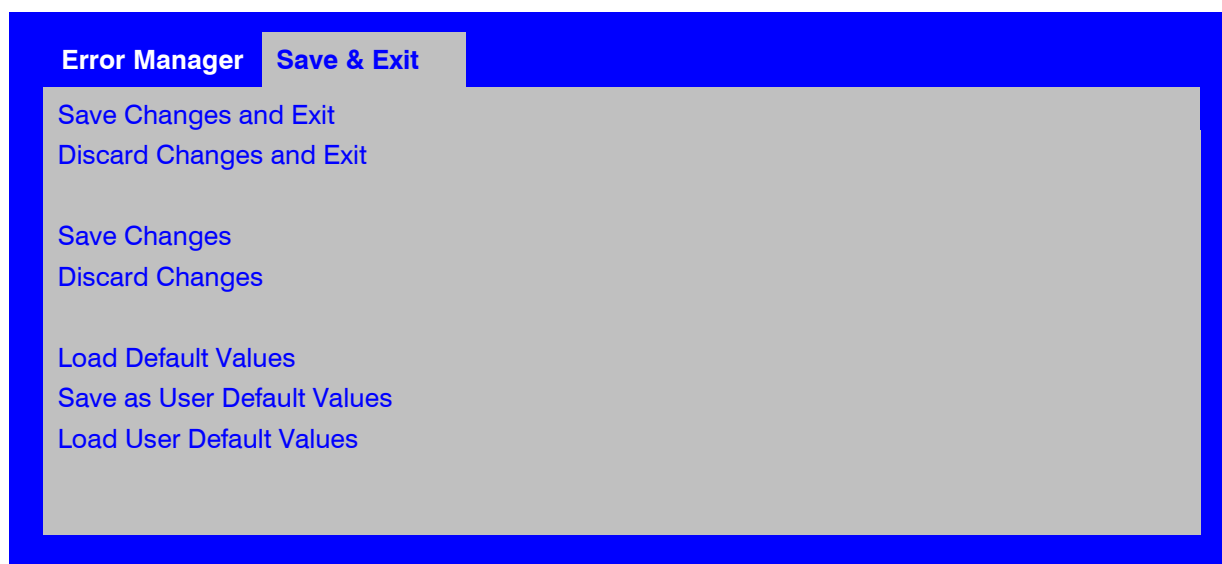 Error Manager Save & Exit
Save Changes and Exit
Discard Changes and Exit
Save Changes
Discard Changes
Load Default Values
Save as User Default Values
Load User Default Values